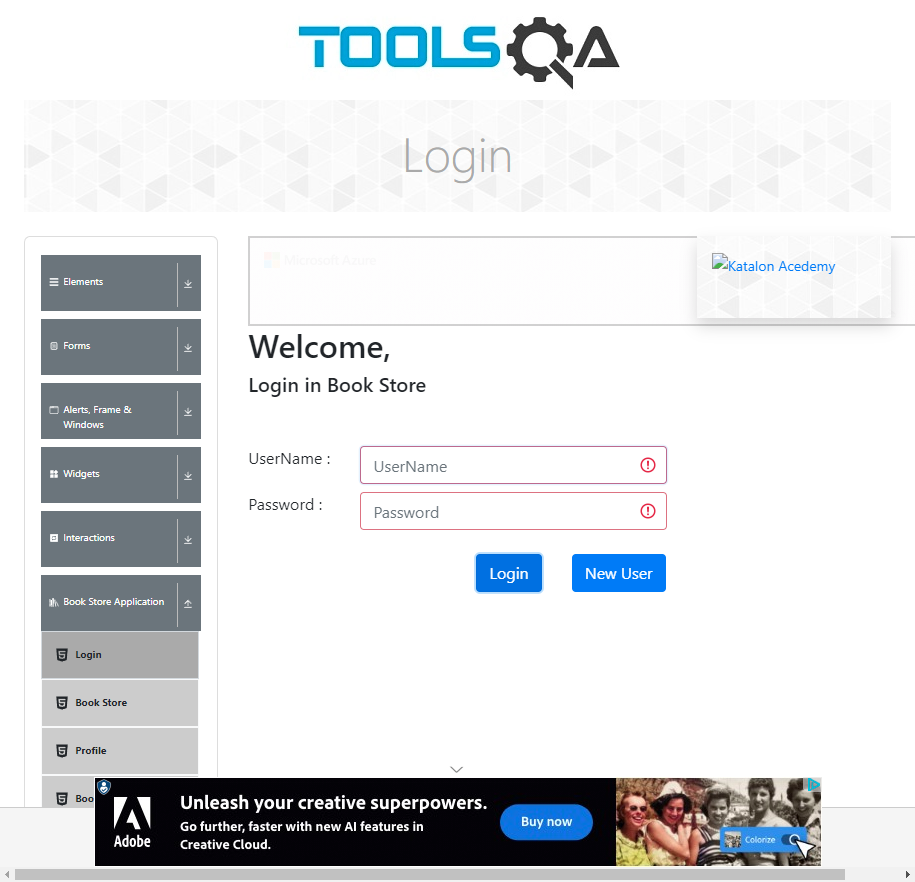 TOOLSQA
Login
Elements
Forms
Alerts, Frame &
Windows
Widgets
Interactions
Book Store Application
Login
Book Store
Profile
Boo
Microsoft Azure
Katalon Acedemy
Welcome,
Login in Book Store
UserName :
UserName
Password :
Password
Login
New User
Adobe
Unleash your creative superpowers.
Go further, faster with new AI features in
Creative Cloud.
Buy now
Colorize